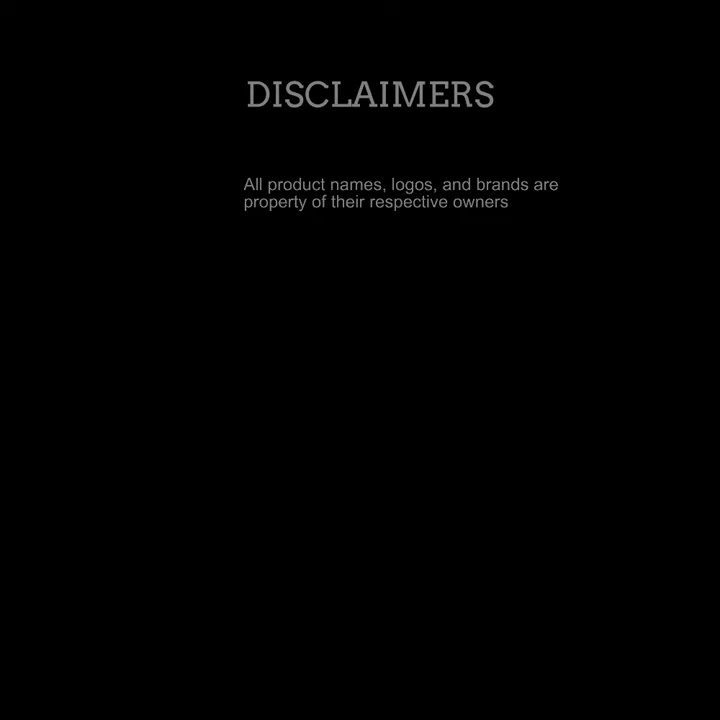 DISCLAIMERS
All product names, logos, and brands are
property of their respective owners